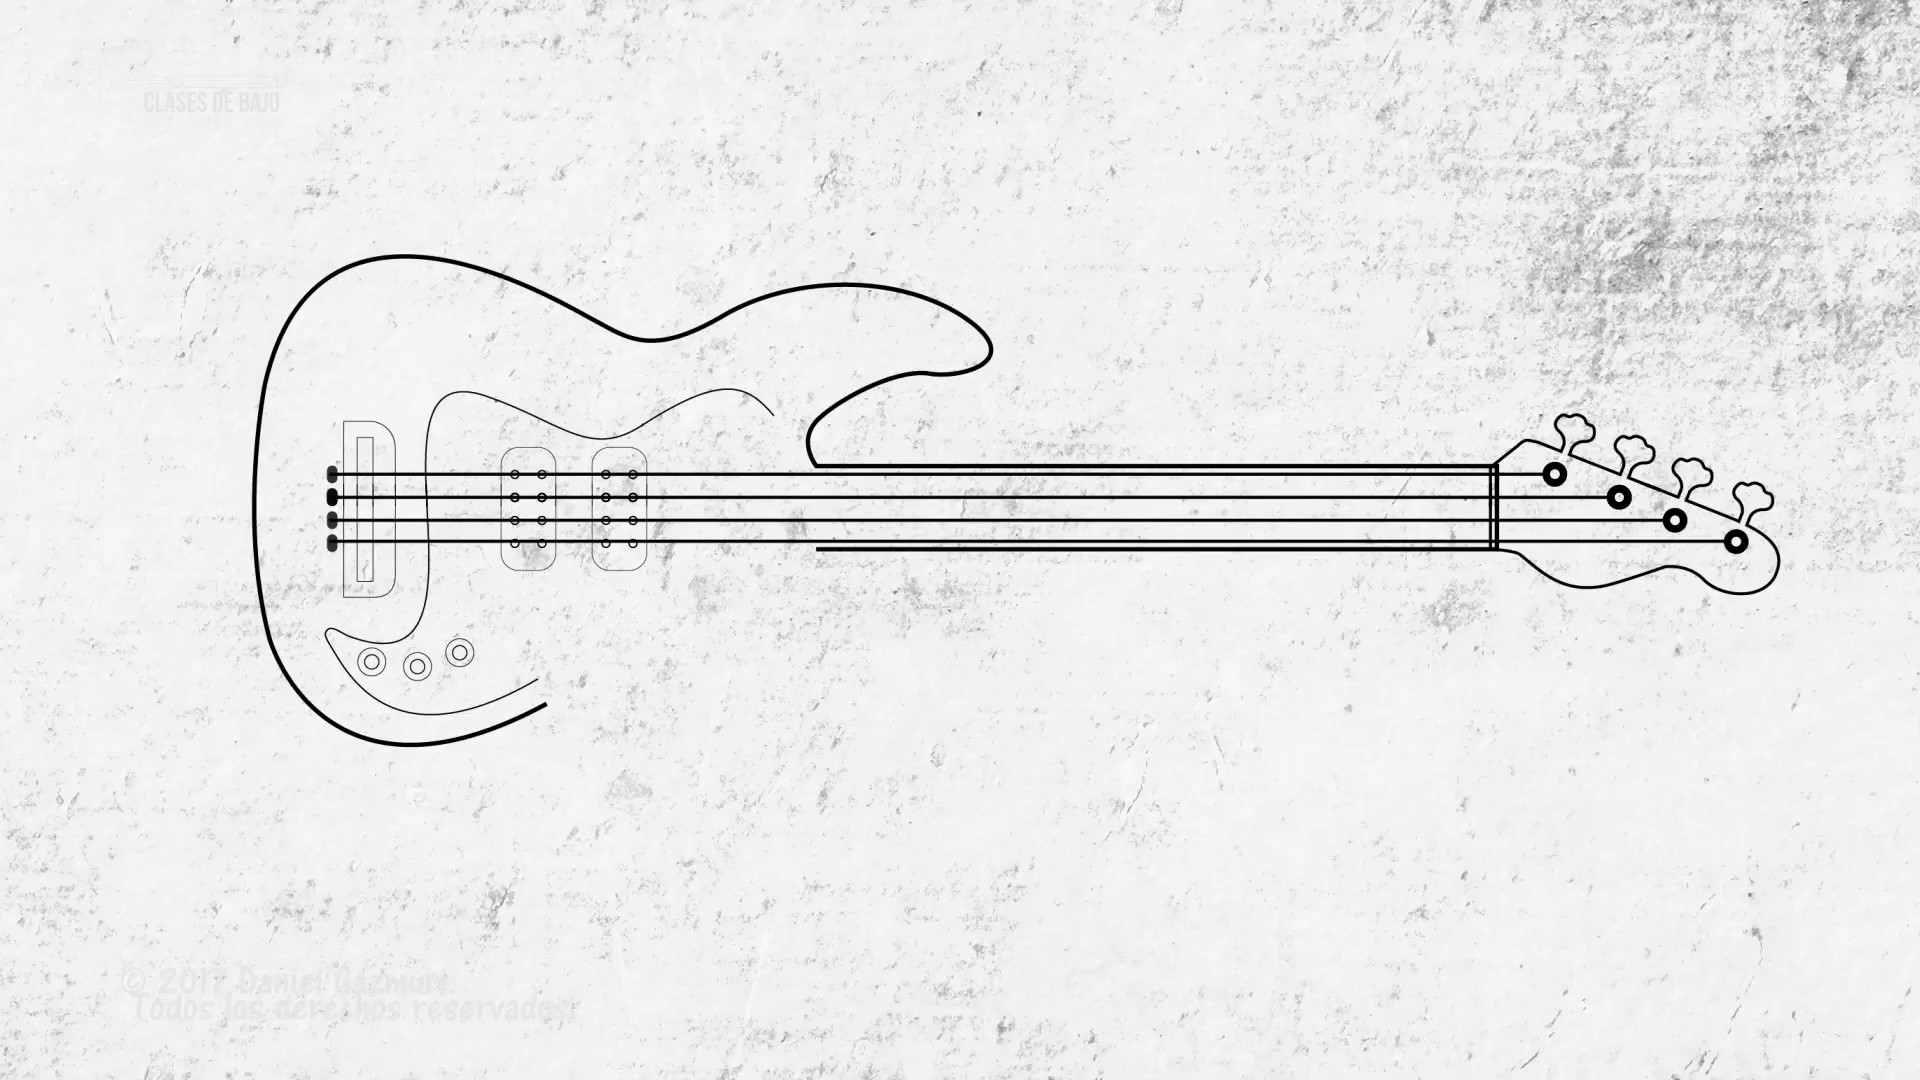 CLASES DE BAJO
© 2017 Daniel Gazmuri.
Todos los derechos reservados.